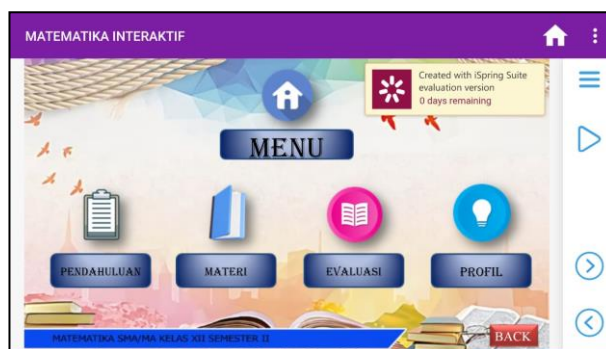 MATEMATIKA INTERAKTIF
Created with iSpring Suite
evaluation version
0 days remaining
MENU
PENDAHULUAN
MATERI
EVALUASI
PROFIL
MATEMATIKA SMA/MA KELAS XII SEMESTER II
BACK